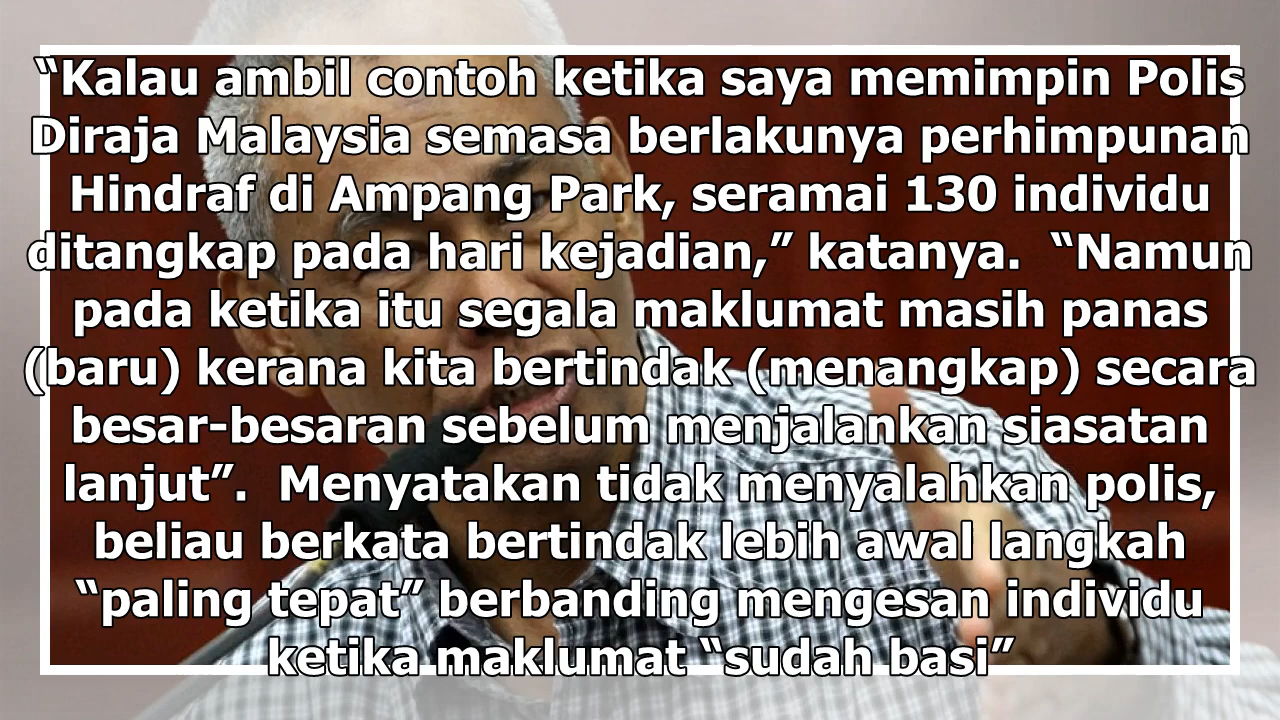 “Kalau ambil contoh ketika saya memimpin Polis
Diraja Malaysia semasa berlakunya perhimpunan
Hindraf di Ampang Park, seramai 130 individu
ditangkap pada hari kejadian,” katanya.  “Namun
pada ketika itu segala maklumat masih panas
(baru) kerana kita bertindak (menangkap) secara
besar-besaran sebelum menjalankan siasatan
lanjut”.  Menyatakan tidak menyalahkan polis,
beliau berkata bertindak lebih awal langkah
“paling tepat” berbanding mengesan individu
ketika maklumat “sudah basi”